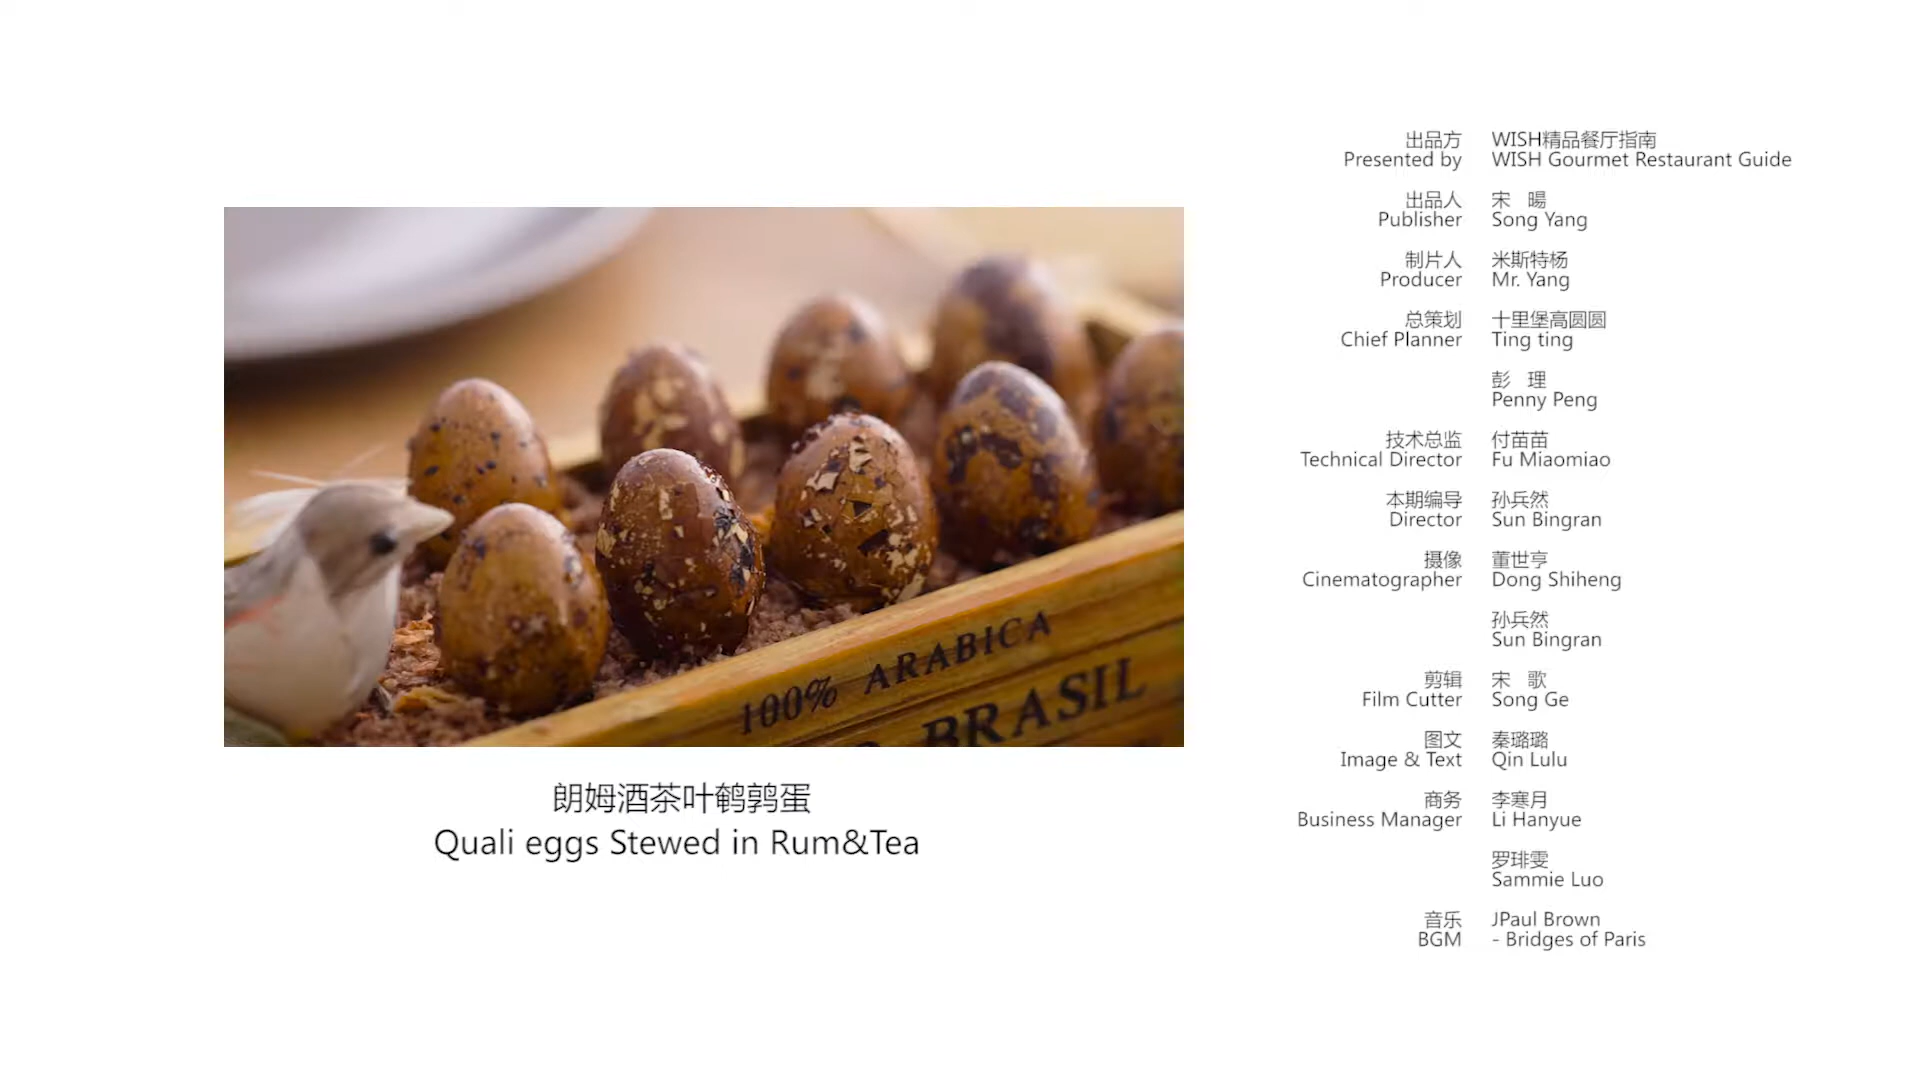 100% ARABICA
BRASIL
朗姆酒茶叶鹌鹑蛋
Quali eggs Stewed in Rum&Tea
出品方 WISH精品餐厅指南
Presented by WISH Gourmet Restaurant Guide
出品人 宋 暘
Publisher Song Yang
制片人 米斯特杨
Producer Mr. Yang
总策划 十里堡高圆圆
Chief Planner Ting ting
彭 理
Penny Peng
技术总监 付苗苗
Technical Director Fu Miaomiao
本期编导 孙兵然
Director Sun Bingran
摄像 董世亨
Cinematographer Dong Shiheng
孙兵然
Sun Bingran
剪辑 宋 歌
Film Cutter Song Ge
图文 秦璐璐
Image & Text Qin Lulu
商务 李寒月
Business Manager Li Hanyue
罗琲雯
Sammie Luo
音乐 JPaul Brown
BGM - Bridges of Paris